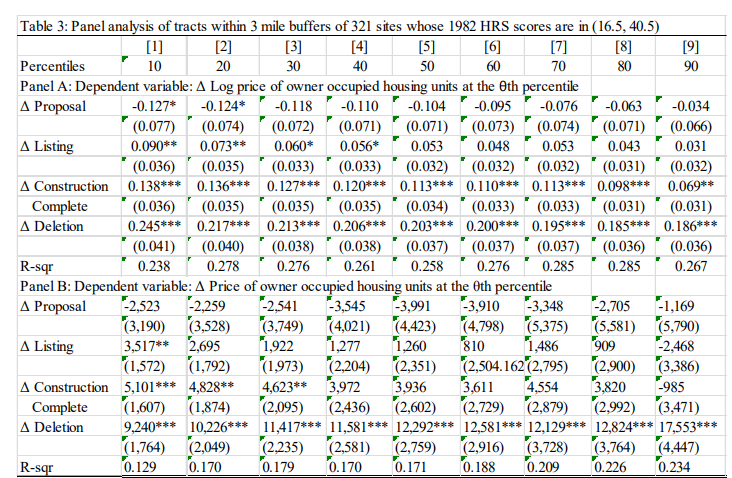 Table 3: Panel analysis of tracts within 3 mile buffers of 321 sites whose 1982 HRS scores are in (16.5, 40.5)
[1] [2] [3] [4] [5] [6] [7] [8] [9]
Percentiles 10 20 30 40 50 60 70 80 90
Panel A: Dependent variable: Δ Log price of owner occupied housing units at the θth percentile
Δ Proposal -0.127* -0.124* -0.118 -0.110 -0.104 -0.095 -0.076 -0.063 -0.034
(0.077) (0.074) (0.072) (0.071) (0.071) (0.073) (0.074) (0.071) (0.066)
Δ Listing 0.090** 0.073** 0.060* 0.056* 0.053 0.048 0.053 0.043 0.031
(0.036) (0.035) (0.033) (0.033) (0.032) (0.032) (0.032) (0.031) (0.032)
Δ Construction 0.138*** 0.136*** 0.127*** 0.120*** 0.113*** 0.110*** 0.113*** 0.098*** 0.069**
Complete (0.036) (0.035) (0.035) (0.035) (0.034) (0.033) (0.033) (0.031) (0.031)
Δ Deletion 0.245*** 0.217*** 0.213*** 0.206*** 0.203*** 0.200*** 0.195*** 0.185*** 0.186***
(0.041) (0.040) (0.038) (0.038) (0.037) (0.037) (0.037) (0.036) (0.036)
R-sqr 0.238 0.278 0.276 0.261 0.258 0.276 0.285 0.285 0.267
Panel B: Dependent variable: Δ Price of owner occupied housing units at the θth percentile
Δ Proposal -2,523 -2,259 -2,541 -3,545 -3,991 -3,910 -3,348 -2,705 -1,169
(3,190) (3,528) (3,749) (4,021) (4,423) (4,798) (5,375) (5,581) (5,790)
Δ Listing 3,517** 2,695 1,922 1,277 1,260 810 1,486 909 -2,468
(1,572) (1,792) (1,973) (2,204) (2,351) (2,504.162 (2,795) (2,900) (3,386)
Δ Construction 5,101*** 4,828** 4,623** 3,972 3,936 3,611 4,554 3,820 -985
Complete (1,607) (1,874) (2,095) (2,436) (2,602) (2,729) (2,879) (2,992) (3,471)
Δ Deletion 9,240*** 10,226*** 11,417*** 11,581*** 12,292*** 12,581*** 12,129*** 12,824*** 17,553***
(1,764) (2,049) (2,235) (2,581) (2,759) (2,916) (3,728) (3,764) (4,447)
R-sqr 0.129 0.170 0.179 0.170 0.171 0.188 0.209 0.226 0.234